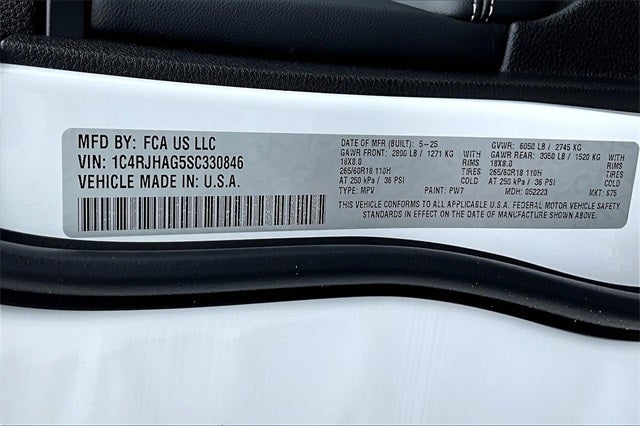 MFD BY: FCA US LLC
VIN: 1C4RJHAG5SC330846
VEHICLE MADE IN: U.S.A.
DATE OF MFR (BUILT): 5-25
GAWR FRONT: 2800 LB / 1271 KG WITH
18X8.0 RIMS
265/60R18 110H TIRES
AT 250 kPa / 36 PSI COLD
TYPE: MPV PAINT: PW7
GVWR: 6050 LB / 2745 KG
GAWR REAR: 3350 LB / 1520 KG WITH
18X8.0 RIMS
265/60R18 110H TIRES
AT 250 kPa / 36 PSI COLD
MDH: 052223 MKT: 675
THIS VEHICLE CONFORMS TO ALL APPLICABLE U.S.A. FEDERAL MOTOR VEHICLE SAFETY
STANDARDS IN EFFECT ON THE DATE OF MANUFACTURE SHOWN ABOVE.